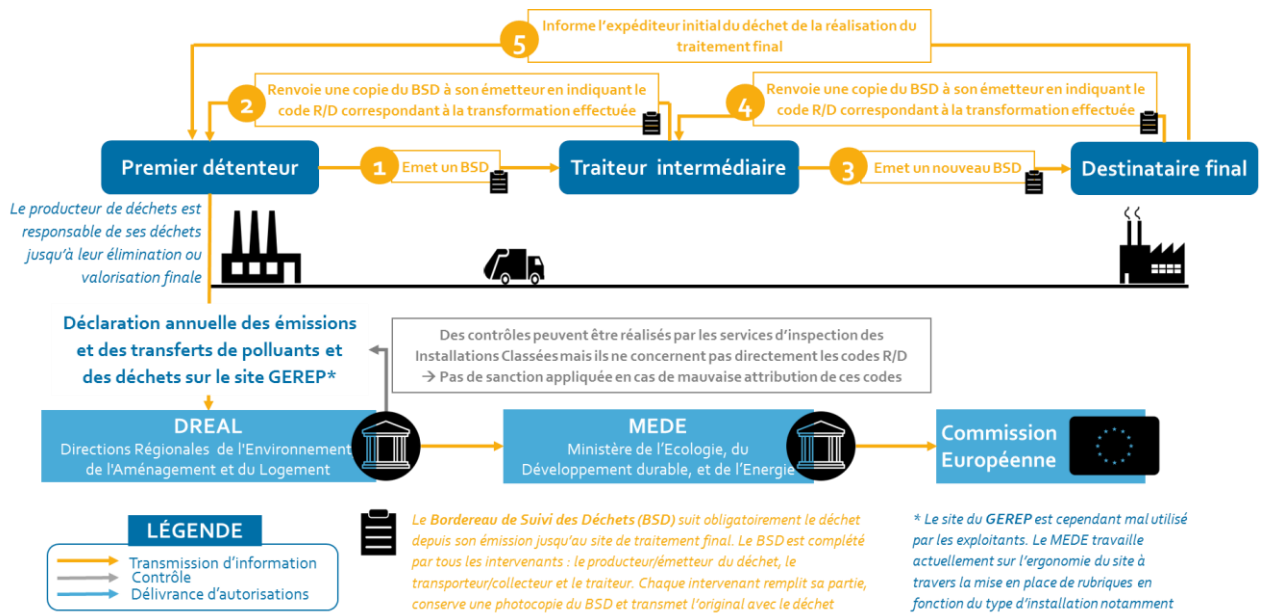 Informe l'expéditeur initial du déchet de la réalisation du
traitement final
5
Renvoie une copie du BSD à son émetteur en indiquant le
code R/D correspondant à la transformation effectuée
2
Renvoie une copie du BSD à son émetteur en indiquant le
code R/D correspondant à la transformation effectuée
4
Premier détenteur
1
Emet un BSD
Traiteur intermédiaire
3
Emet un nouveau BSD
Destinataire final
Le producteur de déchets est
responsable de ses déchets
jusqu'à leur élimination ou
valorisation finale
Déclaration annuelle des émissions
et des transferts de polluants et
des déchets sur le site GEREP*
Des contrôles peuvent être réalisés par les services d'inspection des
Installations Classées mais ils ne concernent pas directement les codes R/D
→ Pas de sanction appliquée en cas de mauvaise attribution de ces codes
DREAL
Directions Régionales de l'Environnement
de l'Aménagement et du Logement
MEDE
Ministère de l'Ecologie, du
Développement durable, et de l'Energie
Commission
Européenne
LÉGENDE
Transmission d'information
Contrôle
Délivrance d'autorisations
Le Bordereau de Suivi des Déchets (BSD) suit obligatoirement le déchet
depuis son émission jusqu'au site de traitement final. Le BSD est complété
par tous les intervenants : le producteur/émetteur du déchet, le
transporteur/collecteur et le traiteur. Chaque intervenant remplit sa partie,
conserve une photocopie du BSD et transmet l'original avec le déchet
* Le site du GEREP est cependant mal utilisé
par les exploitants. Le MEDE travaille
actuellement sur l'ergonomie du site à
travers la mise en place de rubriques en
fonction du type d'installation notamment